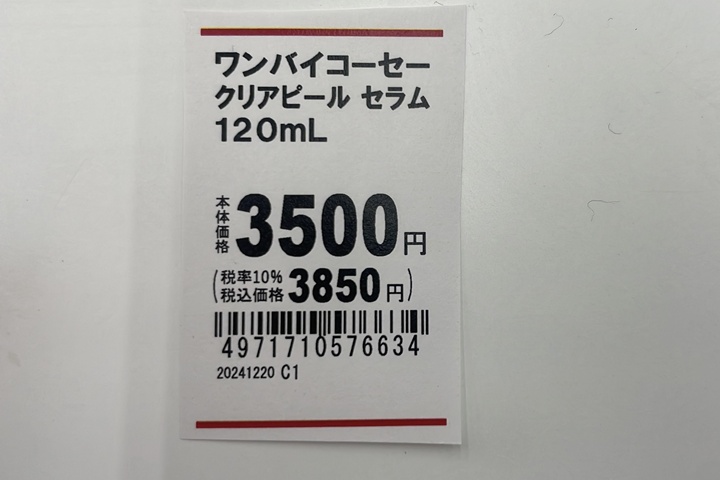 ワンバイコーセー
クリアピール セラム
120mL
本体価格 3500円
(税率10% 税込価格 3850円)
4971710576634
20241220 C1